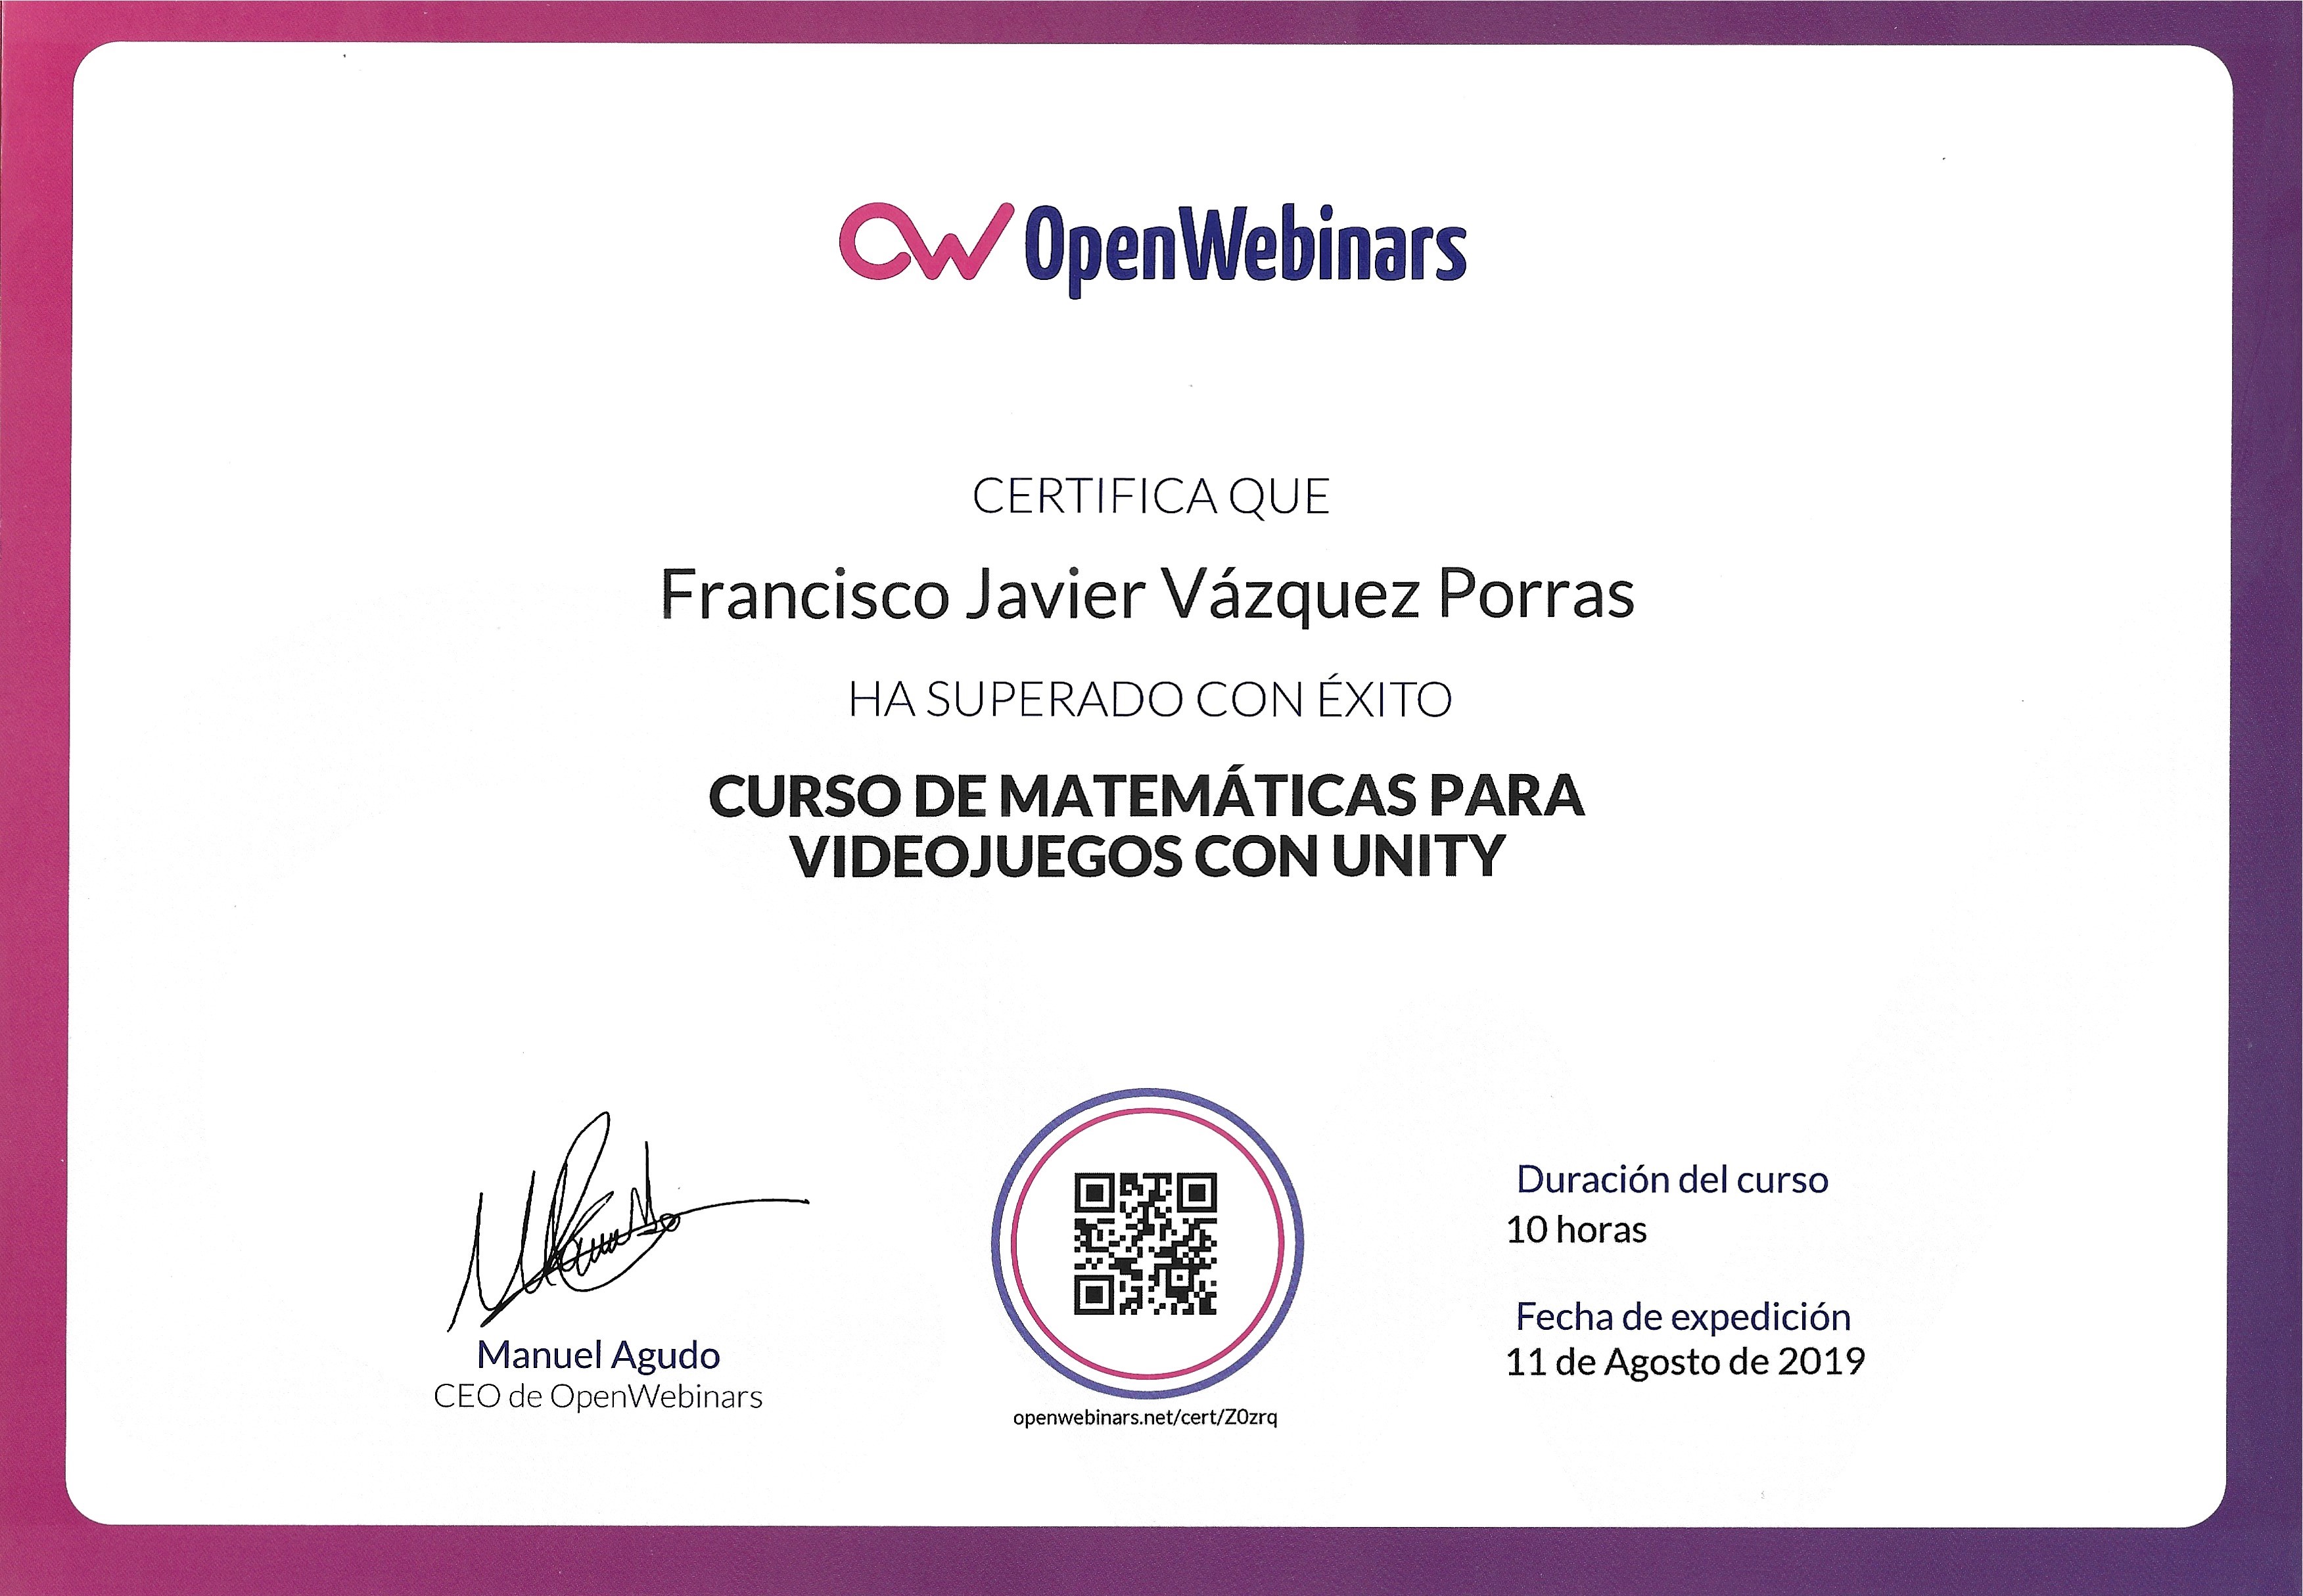 OpenWebinars
CERTIFICA QUE
Francisco Javier Vázquez Porras
HA SUPERADO CON ÉXITO
CURSO DE MATEMÁTICAS PARA
VIDEOJUEGOS CON UNITY
Manuel Agudo
CEO de OpenWebinars
openwebinars.net/cert/Z0zrq
Duración del curso
10 horas
Fecha de expedición
11 de Agosto de 2019